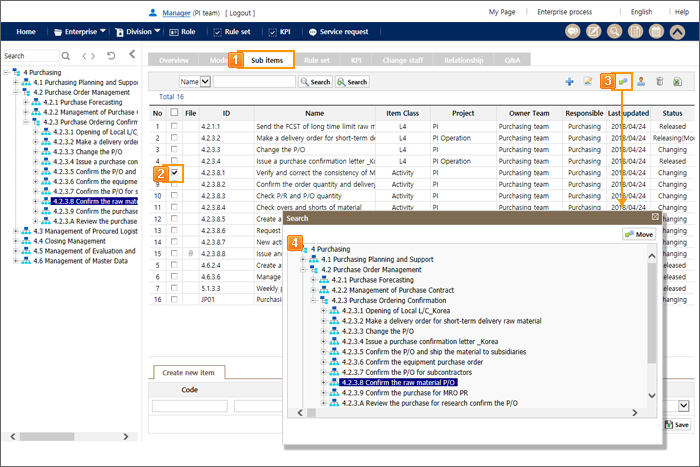 Manager (PI team) [ Logout ]
My Page
Enterprise process
English
Help
Home
Enterprise
Division
Role
Rule set
KPI
Service request
Search
4 Purchasing
4.1 Purchasing Planning and Support
4.2 Purchase Order Management
4.2.1 Purchase Forecasting
4.2.2 Management of Purchase C
4.2.3 Purchase Ordering Confirma
4.2.3.1 Opening of Local L/C_
4.2.3.2 Make a delivery order
4.2.3.3 Change the P/O
4.2.3.4 Issue a purchase confi
4.2.3.5 Confirm the P/O and
4.2.3.6 Confirm the equipment
4.2.3.7 Confirm the P/O for s
4.2.3.8 Confirm the raw mate
4.2.3.9 Confirm the purchase
4.2.3.A Review the purchase
4.3 Management of Procured Logist
4.4 Closing Management
4.5 Management of Evaluation and
4.6 Management of Master Data
Overview
1
Sub items
Rule set
KPI
Change staff
Relationship
Q&A
Name
Search
Search
3
Total 16
No File ID Name Item Class Project Owner Team Responsible Last updated Status
1 4.2.1.1 Send the FCST of long time limit raw m L4 PI Purchasing team Purchasing 2018/04/24 Released
2 4.2.3.2 Make a delivery order for short-term de L4 PI Operation Purchasing team Purchasing 2018/04/24 Releasing(Mod
3 4.2.3.3 Change the P/O L4 PI Purchasing team Purchasing 2018/04/24 Changing
4 4.2.3.4 Issue a purchase confirmation letter _K L4 PI Operation Purchasing team Purchasing 2018/04/24 Released
2
4.2.3.8.1 Verify and correct the consistency of M Activity PI Purchasing team Purchasing 2018/04/24 Changing
9 4.2.3.8.2 Confirm the order quantity and delivery Activity PI Purchasing team Purchasing 2018/04/24 Changing
10 4.2.3.8.3 Check P/R and P/O quantity Activity PI Purchasing team Purchasing 2018/04/24 Changing
11 4.2.3.8.4 Check overs and shorts of material Activity PI Purchasing team Purchasing 2018/04/24 Changing
12 4.2.3.8.5 Create a
13 4.2.3.8.6 Request
14 4.2.3.8.7 New acti
11 4.2.3.8.8 Issue and
15 4.6.2.4 Create a
10 4.6.3.6 Manage
15 5.1.3.3 Weekly p
16 JP01 Purchasi
Search
Move
4
4 Purchasing
4.1 Purchasing Planning and Support
4.2 Purchase Order Management
4.2.1 Purchase Forecasting
4.2.2 Management of Purchase Contract
4.2.3 Purchase Ordering Confirmation
4.2.3.1 Opening of Local L/C_Korea
4.2.3.2 Make a delivery order for short-term delivery raw material
4.2.3.3 Change the P/O
4.2.3.4 Issue a purchase confirmation letter _Korea
4.2.3.5 Confirm the P/O and ship the material to subsidiaries
4.2.3.6 Confirm the equipment purchase order
4.2.3.7 Confirm the P/O for subcontractors
4.2.3.8 Confirm the raw material P/O
4.2.3.9 Confirm the purchase for MRO PR
4.2.3.A Review the purchase for research confirm the P/O
Create new item
Code
Save